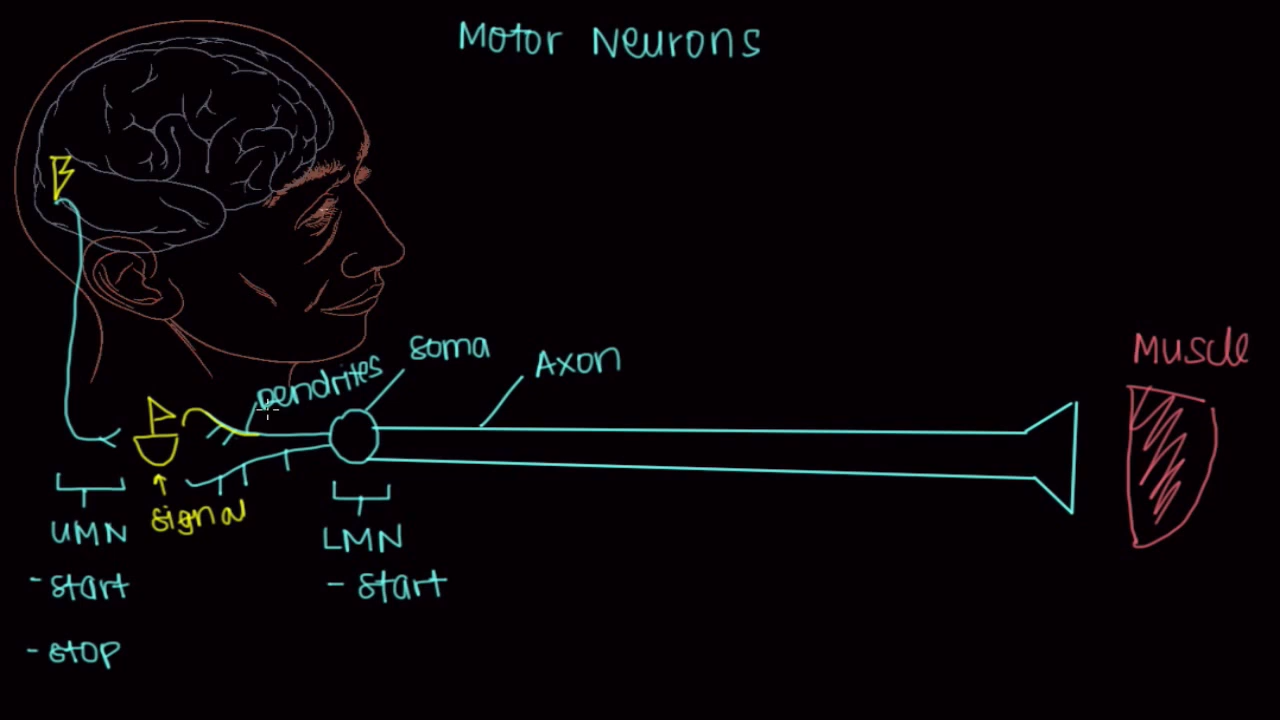 Motor Neurons
soma
Axon
Dendrites
Muscle
signal
UMN
- start
- stop
LMN
- start